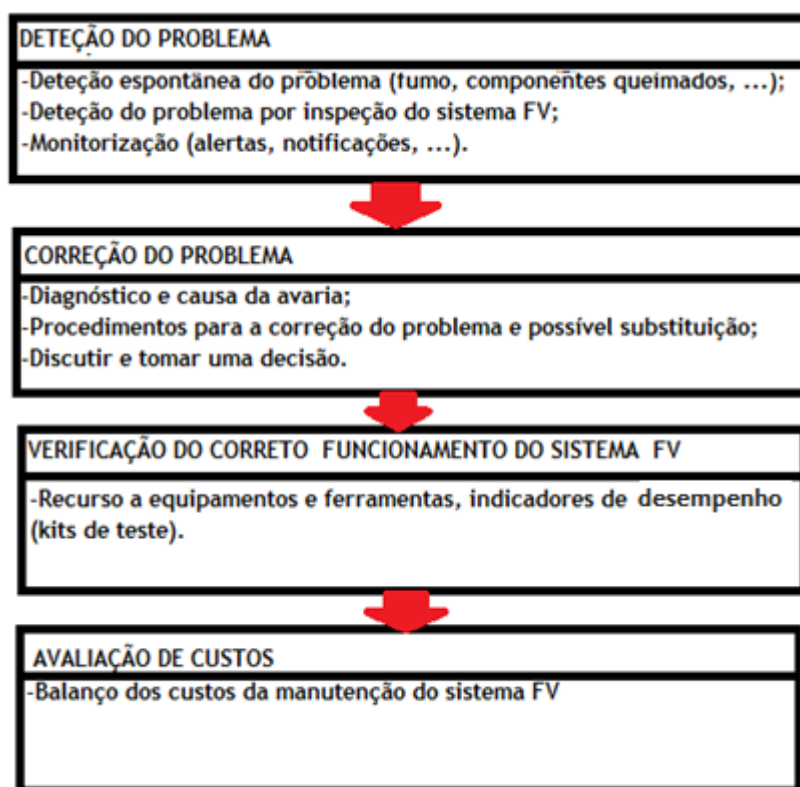 DETEÇÃO DO PROBLEMA
-Deteção espontânea do problema (fumo, componentes queimados, ...);
-Deteção do problema por inspeção do sistema FV;
-Monitorização (alertas, notificações, ...).
CORREÇÃO DO PROBLEMA
-Diagnóstico e causa da avaria;
-Procedimentos para a correção do problema e possível substituição;
-Discutir e tomar uma decisão.
VERIFICAÇÃO DO CORRETO FUNCIONAMENTO DO SISTEMA FV
-Recurso a equipamentos e ferramentas, indicadores de desempenho
(kits de teste).
AVALIAÇÃO DE CUSTOS
-Balanço dos custos da manutenção do sistema FV